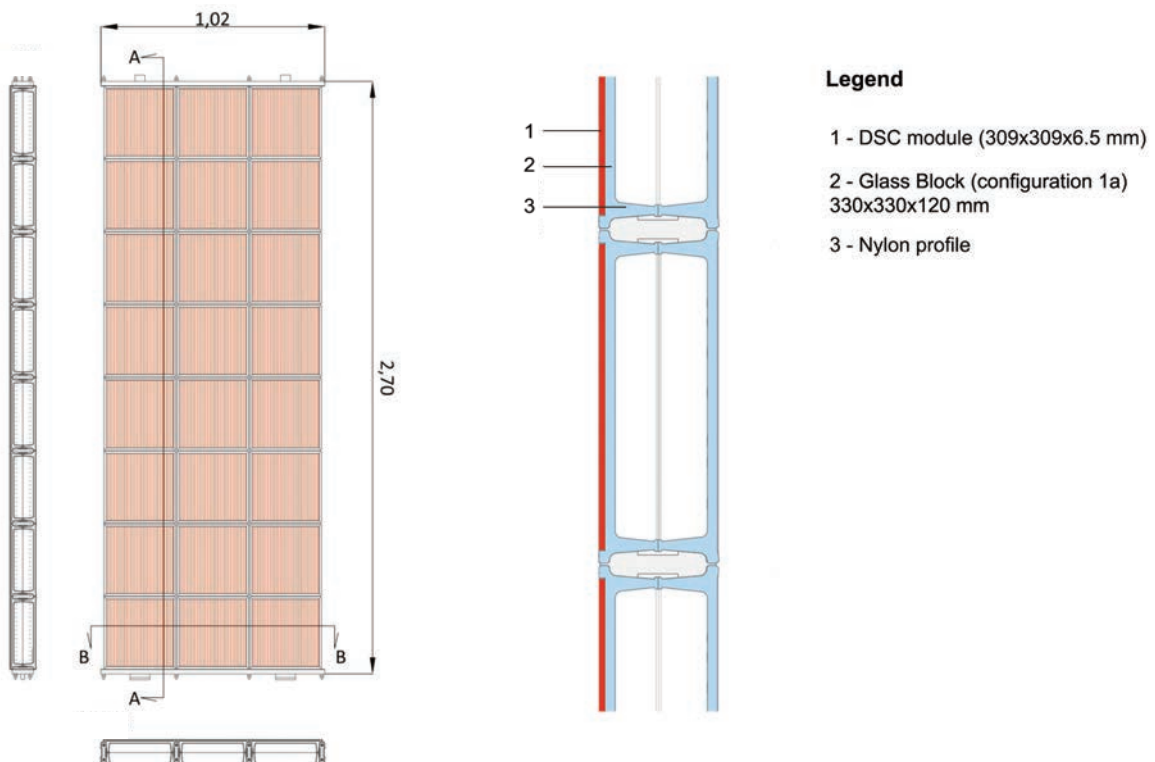 1,02
A
2,70
B
B
A
1
2
3
Legend
1 - DSC module (309x309x6.5 mm)
2 - Glass Block (configuration 1a)
330x330x120 mm
3 - Nylon profile